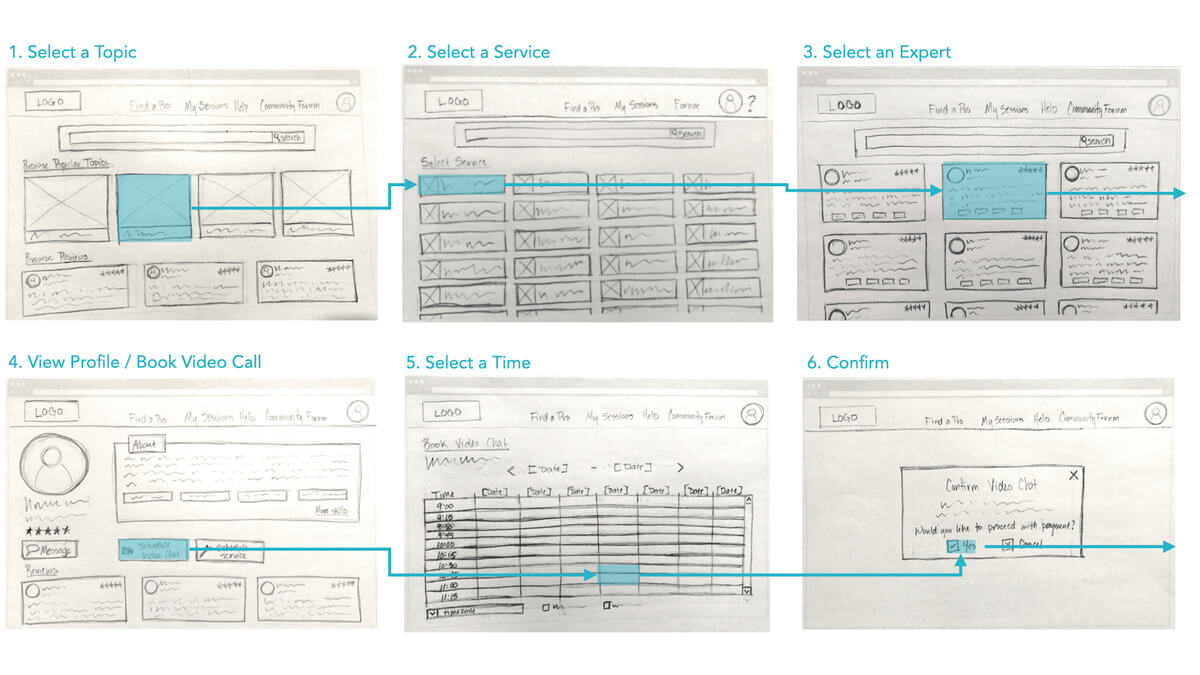 1. Select a Topic
LOGO
Find a Pro My Sessions Help Community Forum
search
Browse Popular Topics
Browse Reviews
2. Select a Service
LOGO
Find a Pro My Sessions Forum ?
search
Select Service
3. Select an Expert
LOGO
Find a Pro My Sessions Help Community Forum
search
4. View Profile / Book Video Call
LOGO
Find a Pro My Sessions Help Community Forum
About
More skills
Message
Schedule Video Chat
Schedule Service
Reviews
5. Select a Time
LOGO
Find a Pro My Sessions Help Community Forum
Book Video Chat
< [Date] - [Date] >
Time [Date] [Date] [Date] [Date] [Date] [Date] [Date]
9:00
9:15
9:30
9:45
10:00
10:15
10:30
11:00
11:15
timezone
6. Confirm
LOGO
Find a Pro My Sessions Help Community Forum
X
Confirm Video Chat
Would you like to proceed with payment?
Yes Cancel